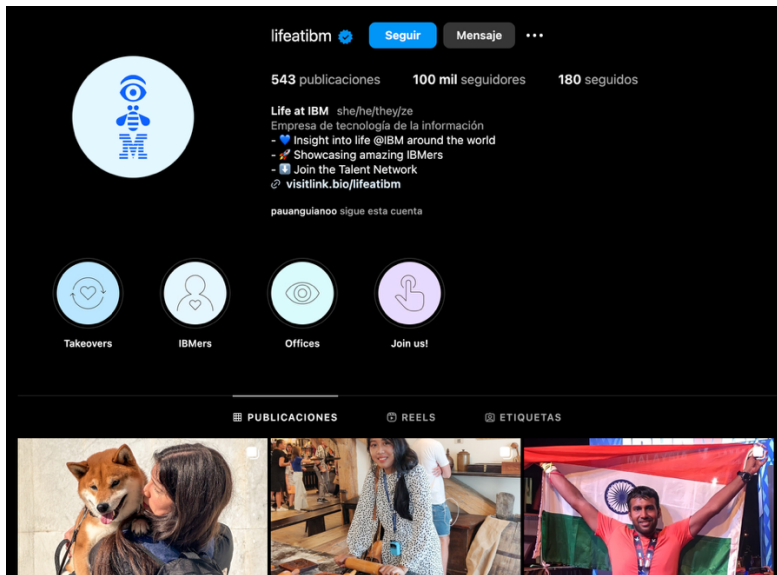 lifeatibm Seguir Mensaje
543 publicaciones 100 mil seguidores 180 seguidos
Life at IBM she/he/they/ze
Empresa de tecnología de la información
- 💙 Insight into life @IBM around the world
- 🚀 Showcasing amazing IBMers
- ⬇️ Join the Talent Network
visitlink.bio/lifeatibm
pauanguianoo sigue esta cuenta
M
Takeovers IBMers Offices Join us!
PUBLICACIONES REELS ETIQUETAS